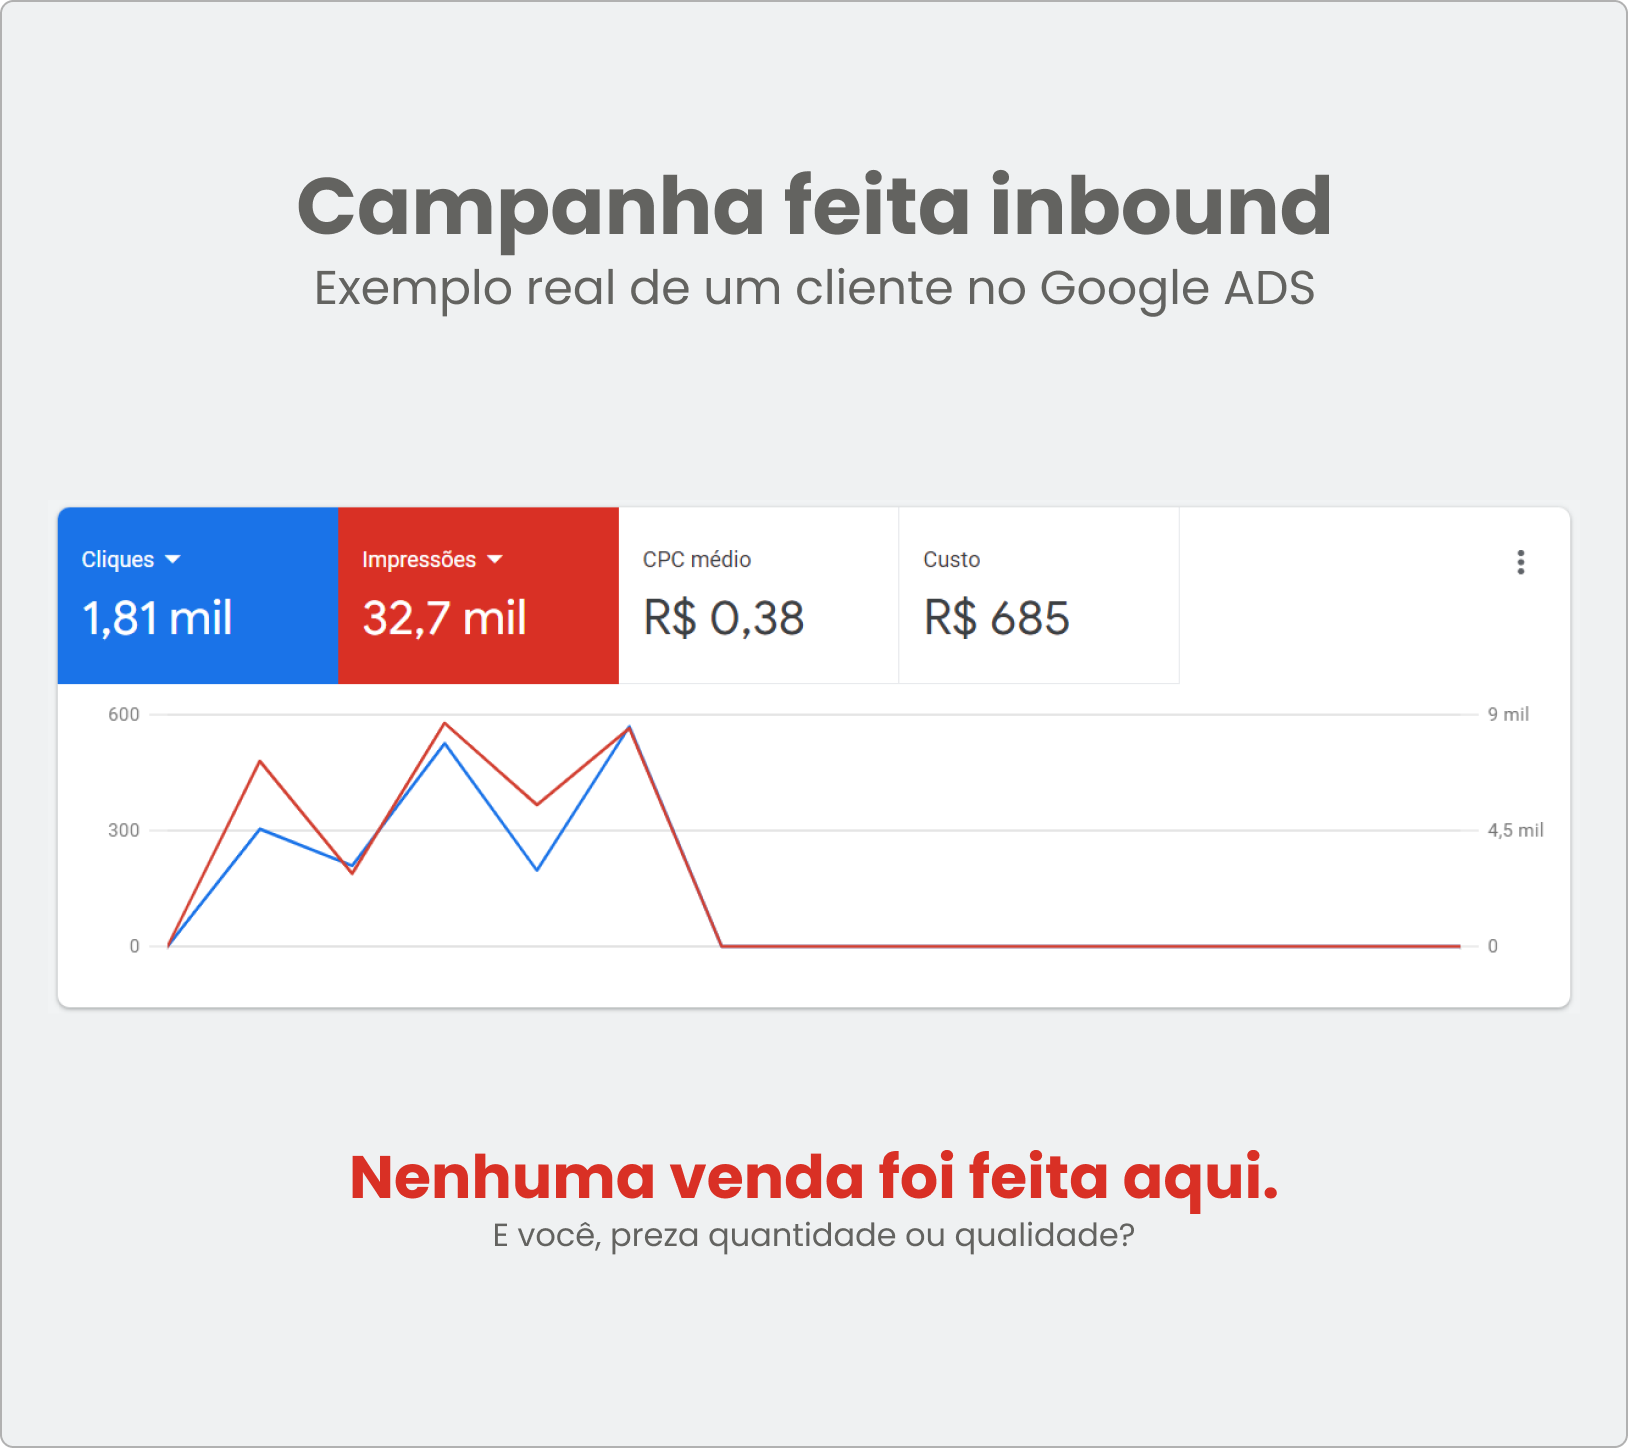 Campanha feita inbound
Exemplo real de um cliente no Google ADS
Cliques
Impressões
CPC médio
Custo
1,81 mil
32,7 mil
R$ 0,38
R$ 685
600
9 mil
300
4,5 mil
0
0
Nenhuma venda foi feita aqui.
E você, preza quantidade ou qualidade?